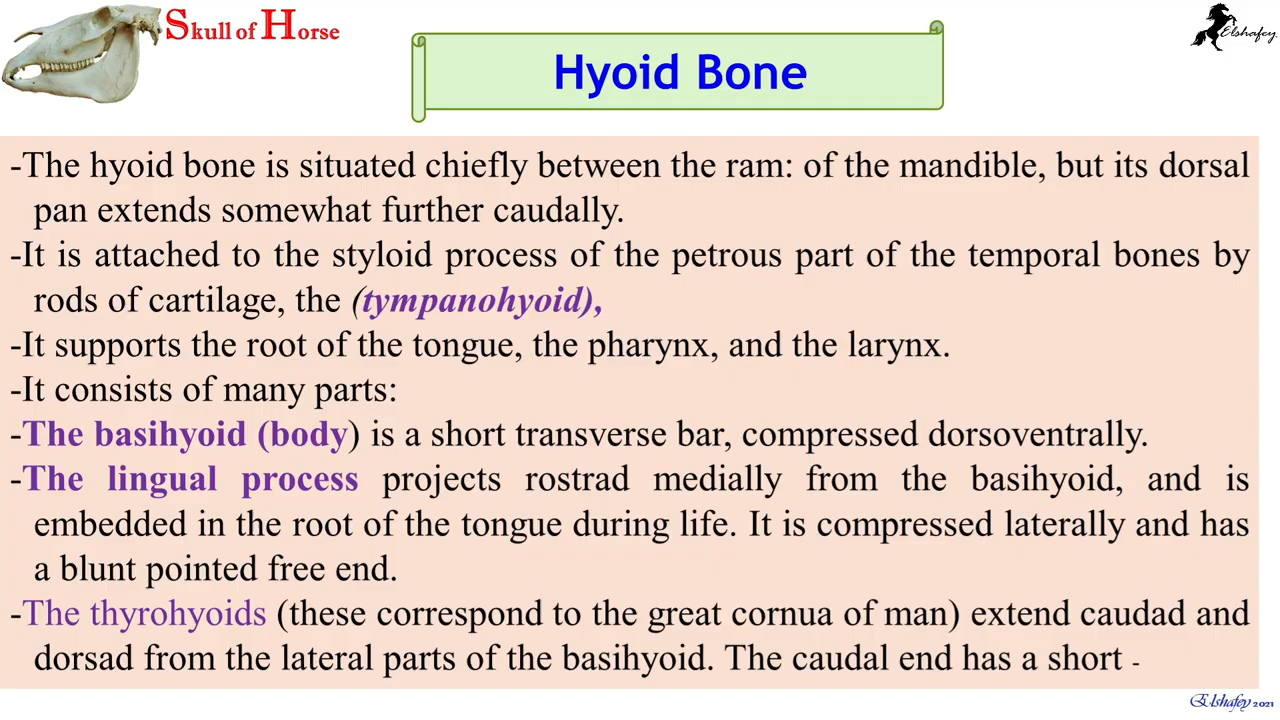 Skull of Horse
Elshafey
Hyoid Bone
-The hyoid bone is situated chiefly between the ram: of the mandible, but its dorsal
pan extends somewhat further caudally.
-It is attached to the styloid process of the petrous part of the temporal bones by
rods of cartilage, the (tympanohyoid),
-It supports the root of the tongue, the pharynx, and the larynx.
-It consists of many parts:
-The basihyoid (body) is a short transverse bar, compressed dorsoventrally.
-The lingual process projects rostrad medially from the basihyoid, and is
embedded in the root of the tongue during life. It is compressed laterally and has
a blunt pointed free end.
-The thyrohyoids (these correspond to the great cornua of man) extend caudad and
dorsad from the lateral parts of the basihyoid. The caudal end has a short -
Elshafey 2021